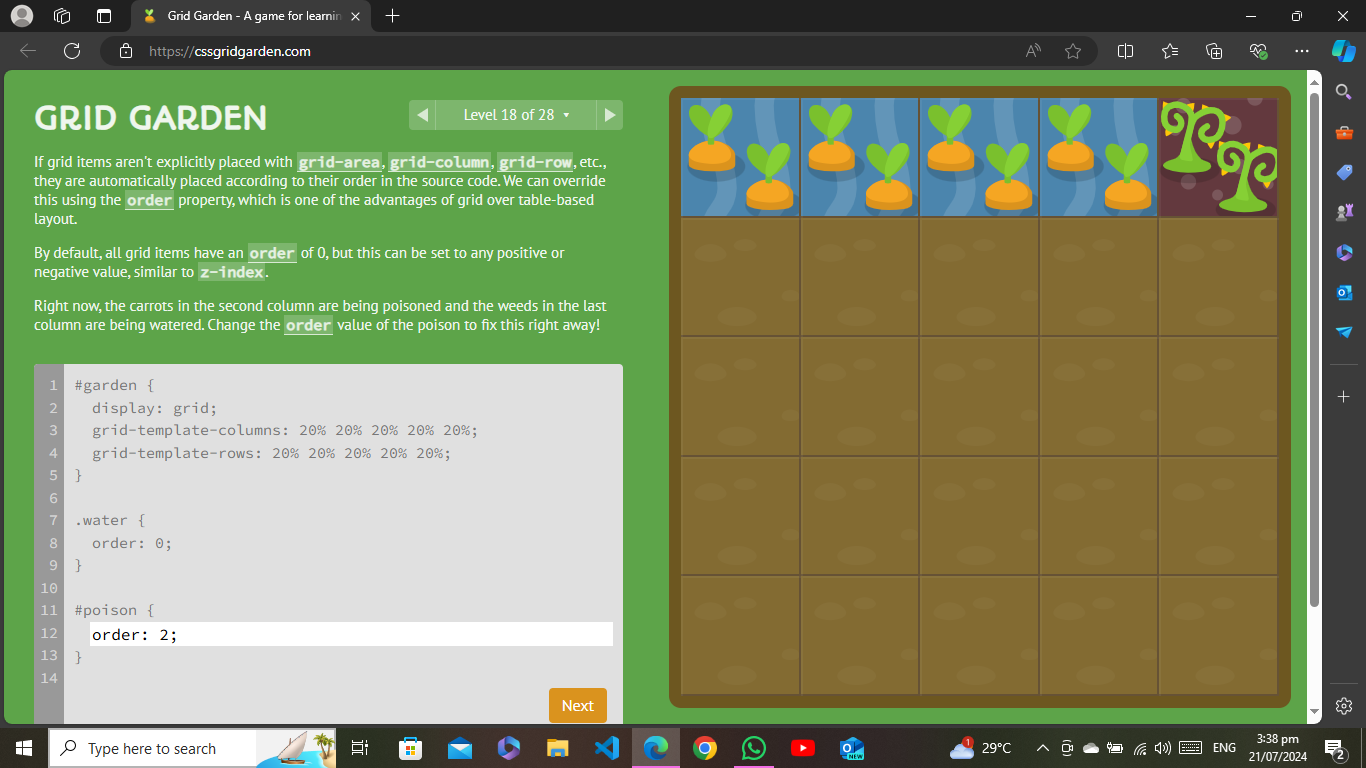 Grid Garden - A game for learnin
https://cssgridgarden.com
GRID GARDEN
Level 18 of 28
If grid items aren't explicitly placed with grid-area, grid-column, grid-row, etc.,
they are automatically placed according to their order in the source code. We can override
this using the order property, which is one of the advantages of grid over table-based
layout.
By default, all grid items have an order of 0, but this can be set to any positive or
negative value, similar to z-index.
Right now, the carrots in the second column are being poisoned and the weeds in the last
column are being watered. Change the order value of the poison to fix this right away!
1 #garden {
2 display: grid;
3 grid-template-columns: 20% 20% 20% 20% 20%;
4 grid-template-rows: 20% 20% 20% 20% 20%;
5 }
6
7 .water {
8 order: 0;
9 }
10
11 #poison {
12 order: 2;
13 }
14
Next
Type here to search
NEW
1
29°C
ENG
3:38 pm
21/07/2024
2